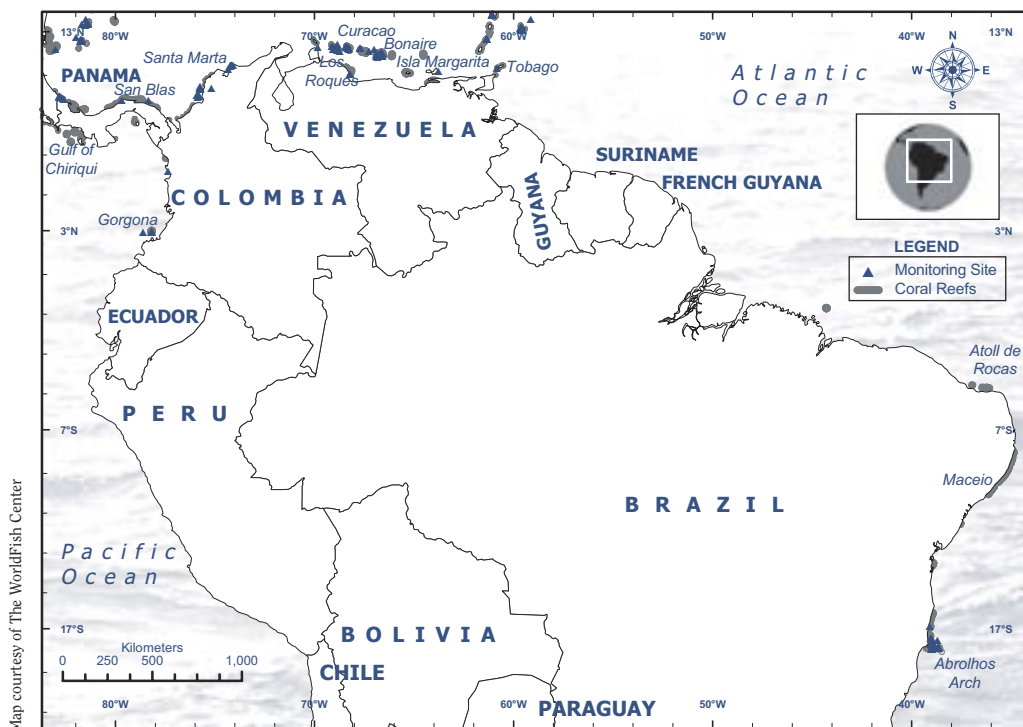 13°N
80°W
70°W
60°W
50°W
40°W
13°N
Curacao
Bonaire
Santa Marta
Los
Roques
Isla Margarita
Tobago
PANAMA
San Blas
Gulf of
Chiriqui
VENEZUELA
Atlantic
Ocean
N
W
E
S
SURINAME
FRENCH GUYANA
GUYANA
COLOMBIA
Gorgona
3°N
3°N
LEGEND
Monitoring Site
Coral Reefs
ECUADOR
Atoll de
Rocas
PERU
7°S
7°S
Maceio
BRAZIL
Pacific
Ocean
17°S
17°S
BOLIVIA
Kilometers
0 250 500 1,000
CHILE
Abrolhos
Arch
PARAGUAY
80°W
70°W
60°W
50°W
40°W
Map courtesy of The WorldFish Center